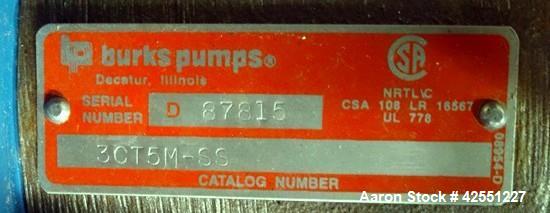 burks pumps®
Decatur, Illinois
SERIAL NUMBER D 87815
NRTL\C
CSA 108 LR 16567
UL 778
3CT5M-SS
CATALOG NUMBER
Aaron Stock # 42551227